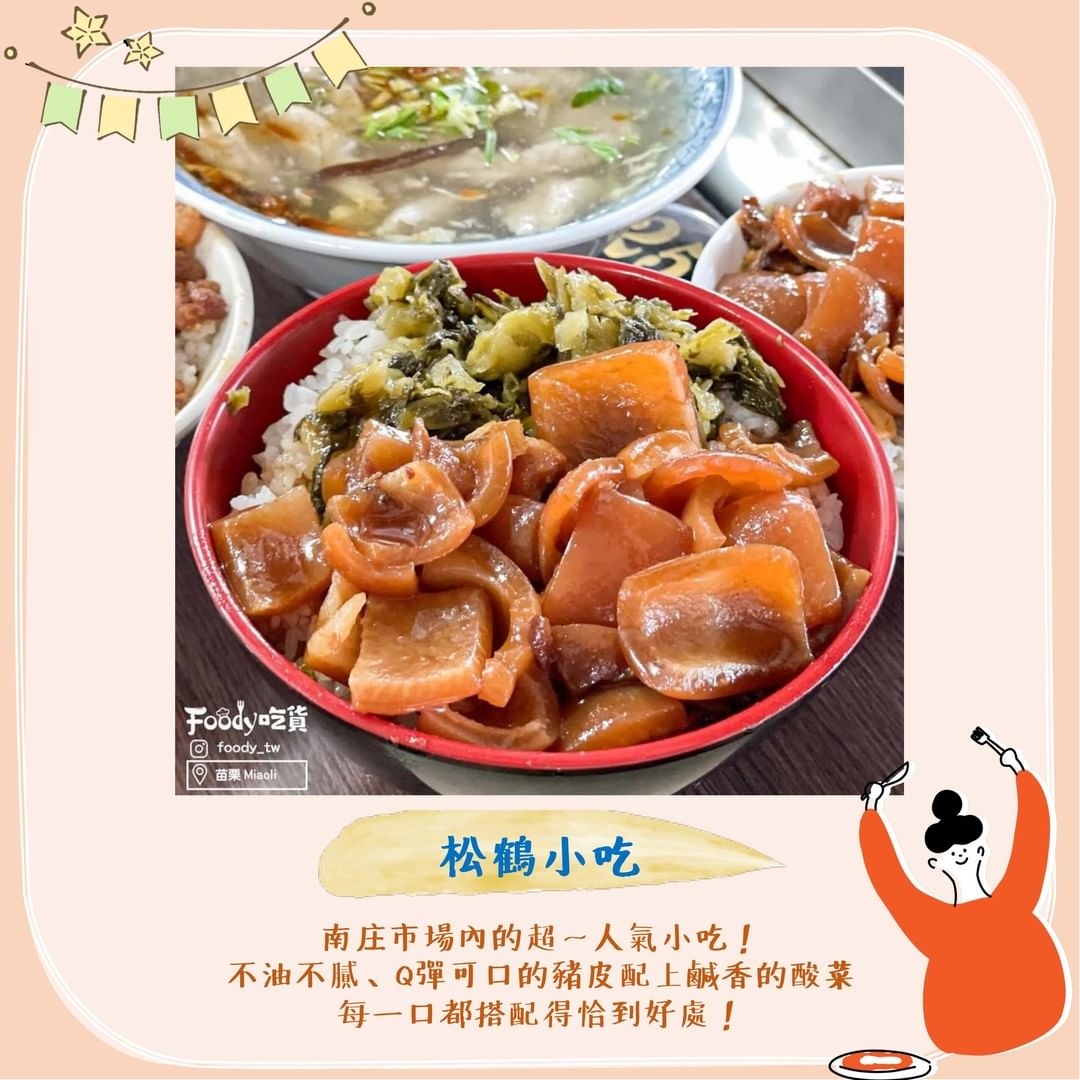 Foody吃貨
foody_tw
苗栗 Miaoli
松鶴小吃
南庄市場內的超～人氣小吃！
不油不膩、Q彈可口的豬皮配上鹹香的酸菜
每一口都搭配得恰到好處！